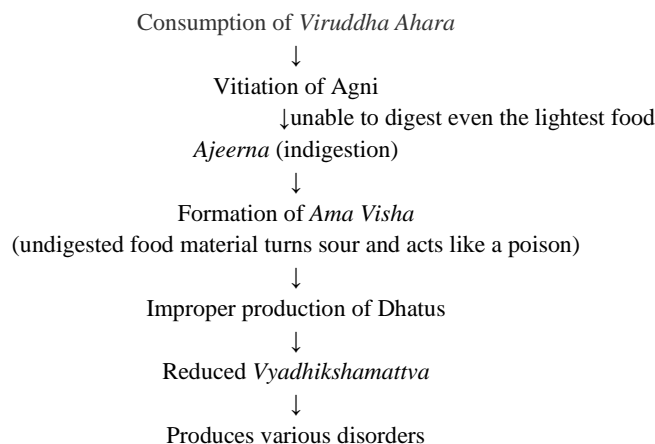 Consumption of Viruddha Ahara
↓
Vitiation of Agni
↓unable to digest even the lightest food
Ajeerna (indigestion)
↓
Formation of Ama Visha
(undigested food material turns sour and acts like a poison)
↓
Improper production of Dhatus
↓
Reduced Vyadhikshamattva
↓
Produces various disorders